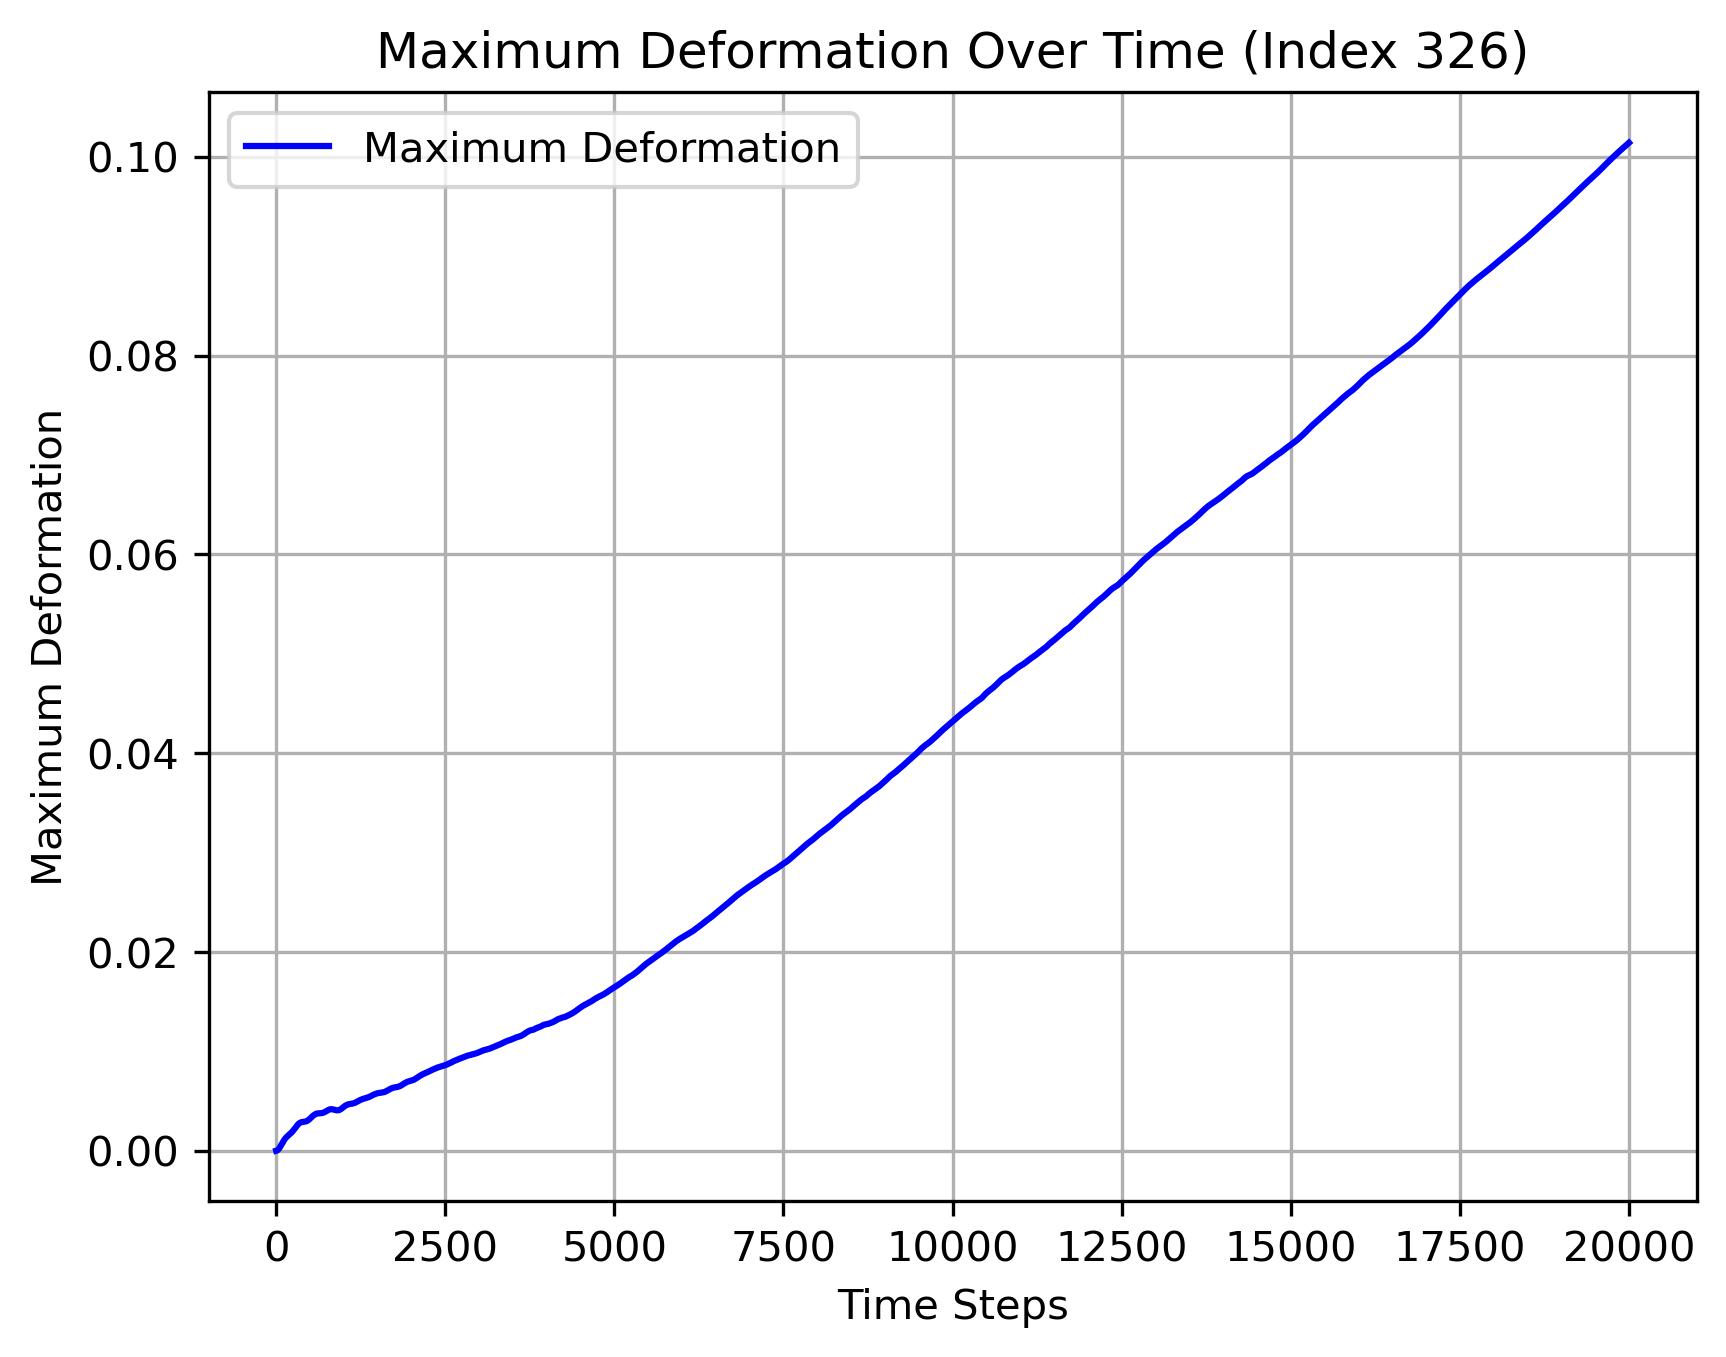 Maximum Deformation Over Time (Index 326)
Maximum Deformation
0.10
0.08
0.06
0.04
0.02
0.00
Maximum Deformation
0 2500 5000 7500 10000 12500 15000 17500 20000
Time Steps